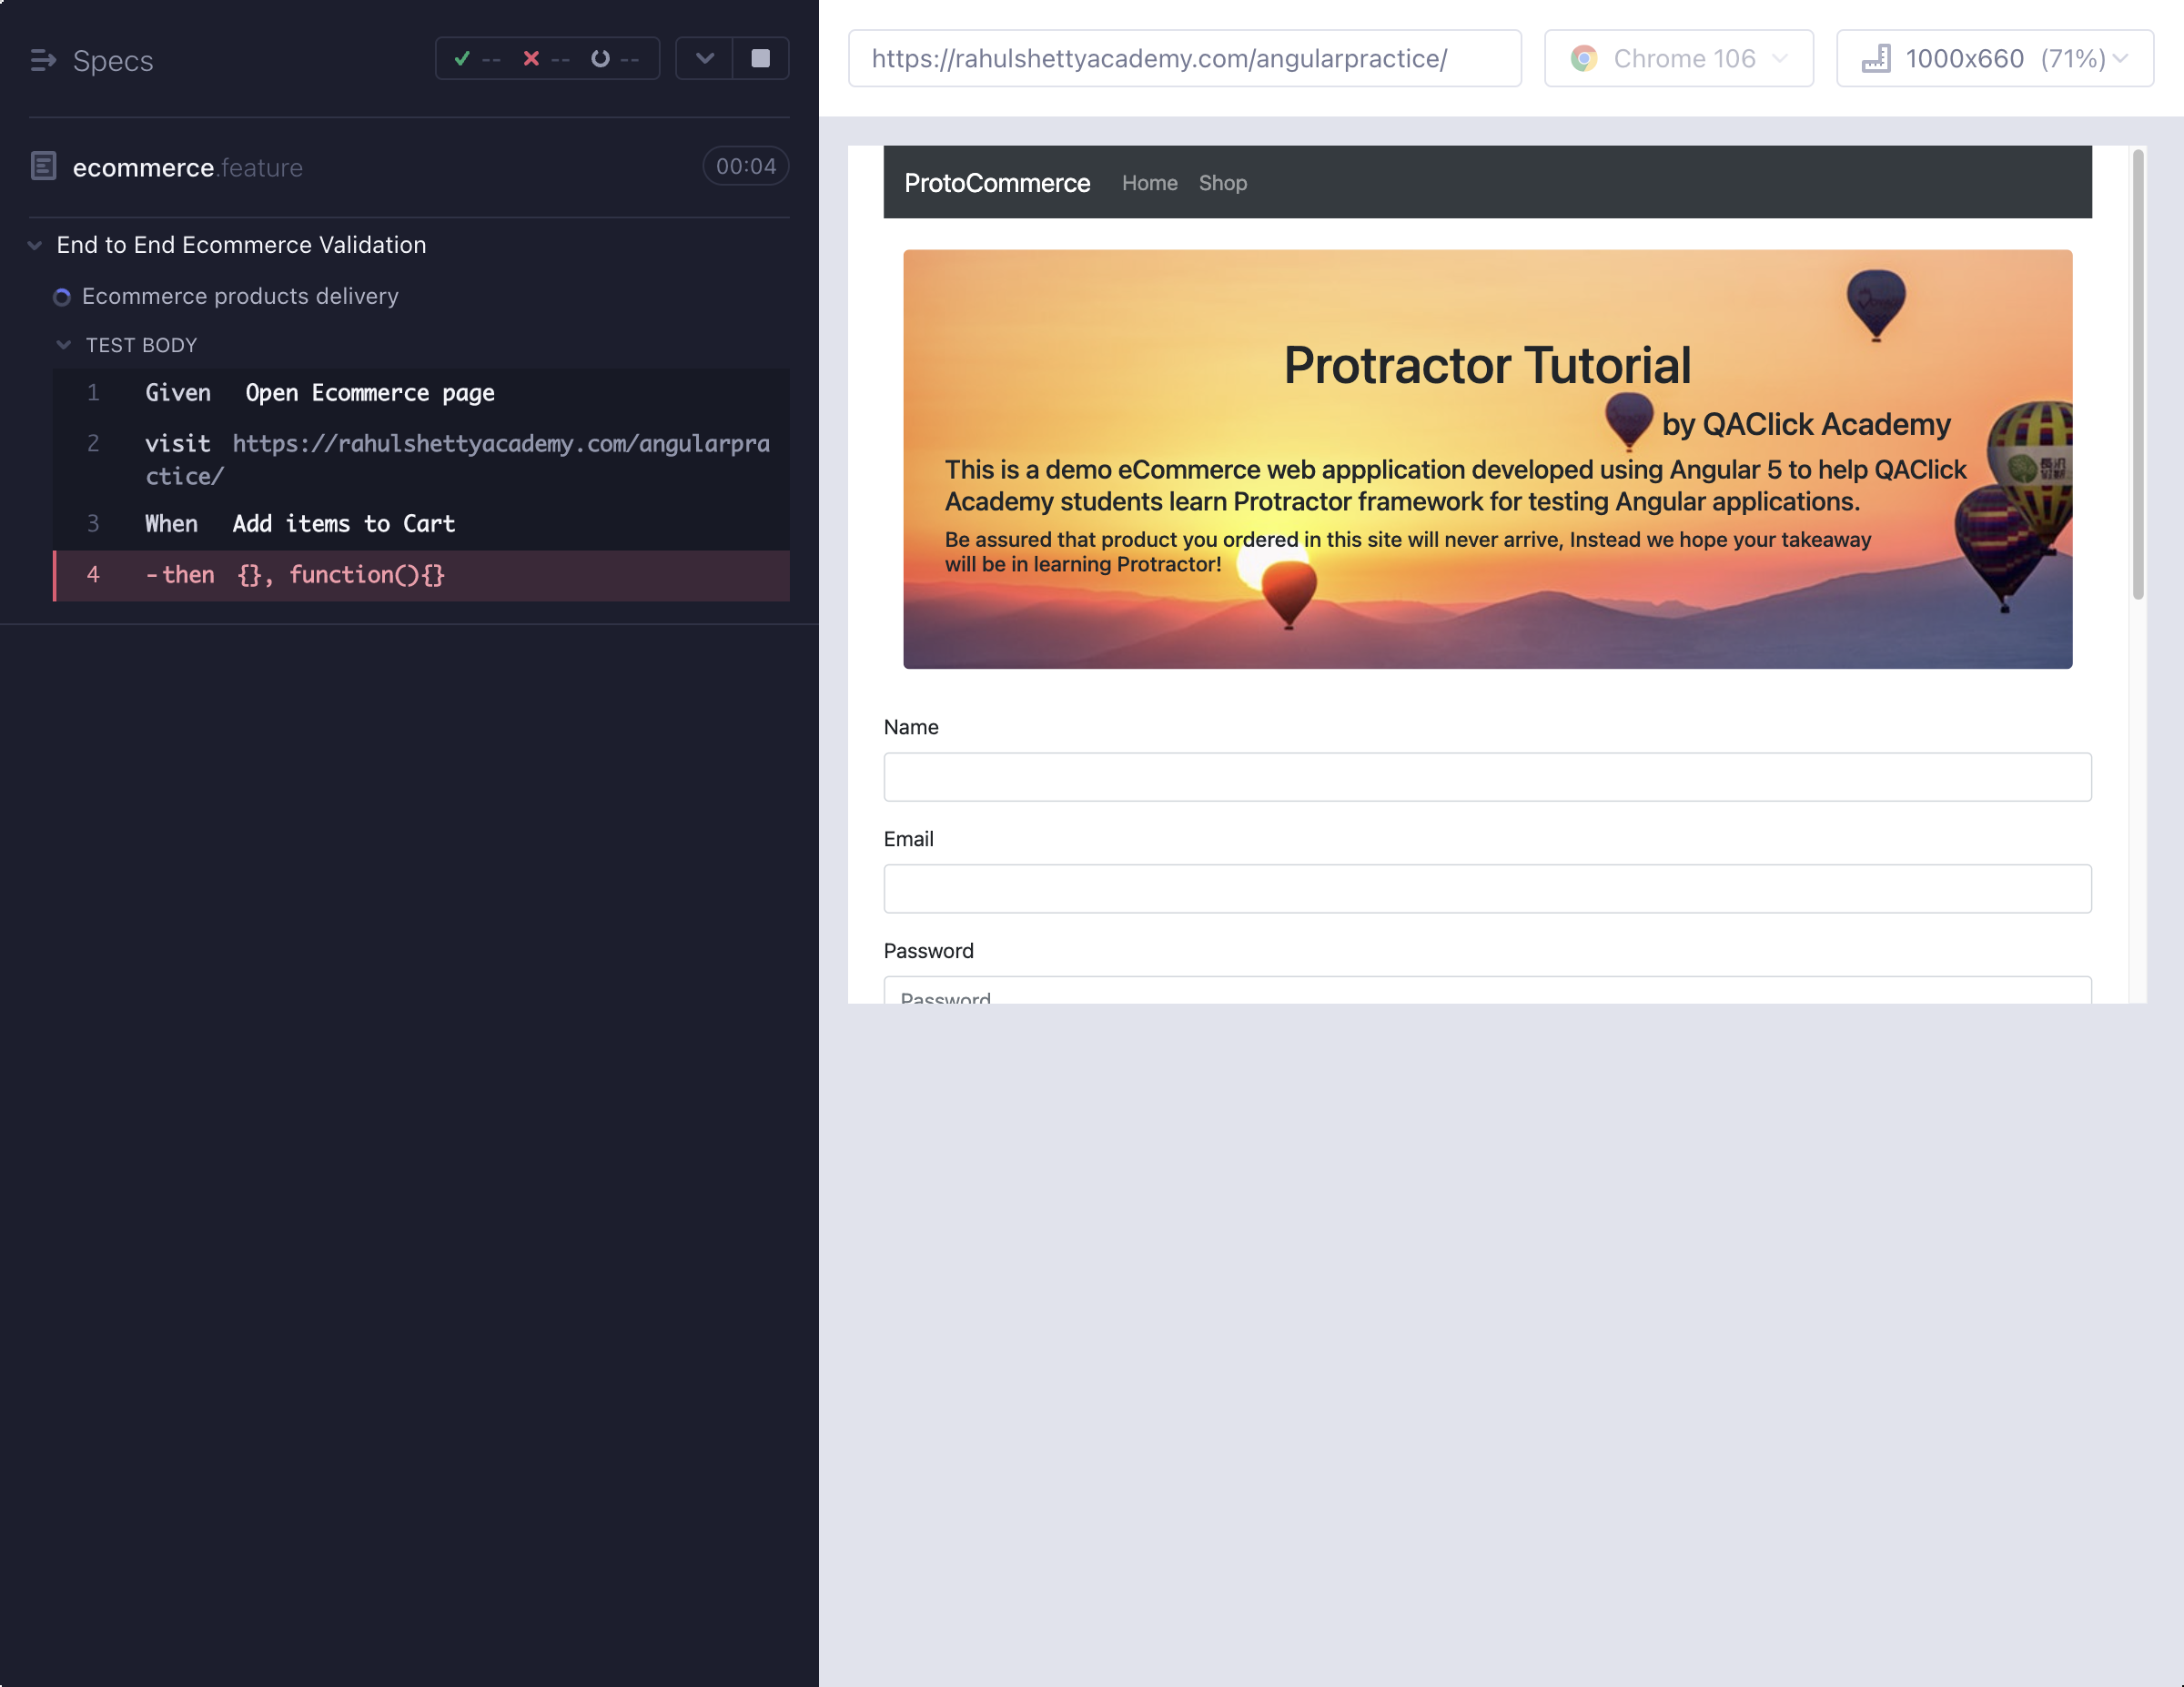 Specs
-- -- --
ecommerce.feature
00:04
End to End Ecommerce Validation
Ecommerce products delivery
TEST BODY
1 Given Open Ecommerce page
2 visit https://rahulshettyacademy.com/angularpra
ctice/
3 When Add items to Cart
4 -then {}, function(){}
https://rahulshettyacademy.com/angularpractice/
Chrome 106
1000x660 (71%)
ProtoCommerce Home Shop
Protractor Tutorial
by QAClick Academy
This is a demo eCommerce web appplication developed using Angular 5 to help QAClick
Academy students learn Protractor framework for testing Angular applications.
Be assured that product you ordered in this site will never arrive, Instead we hope your takeaway
will be in learning Protractor!
Name
Email
Password
Password